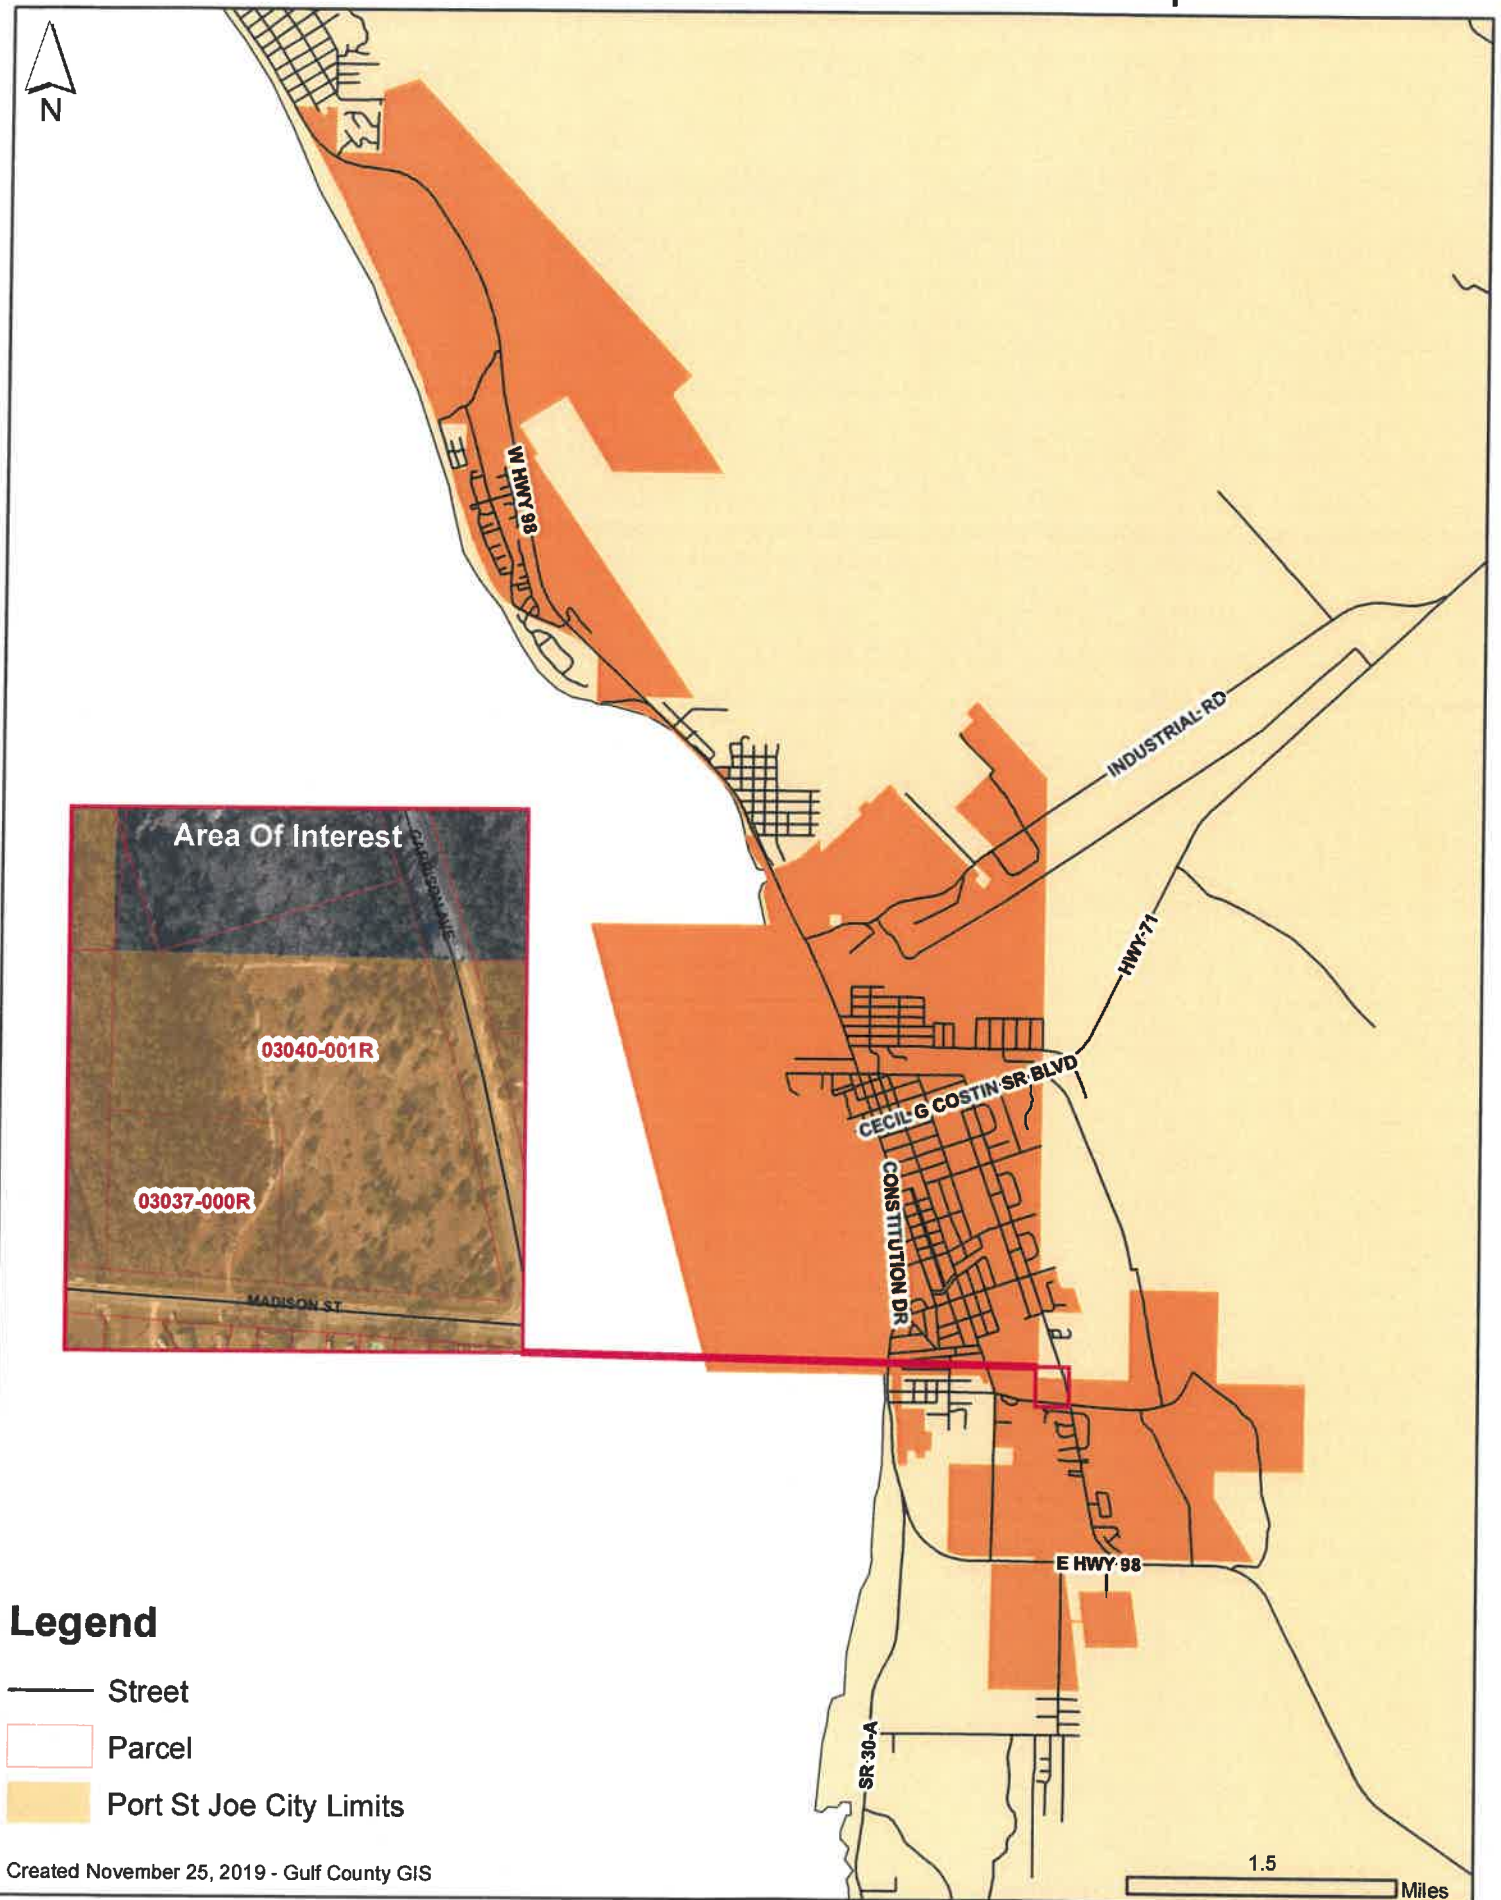 N
W HWY 98
INDUSTRIAL RD
Area Of Interest
GARRISON AVE
HWY 71
03040-001R
CECIL G COSTIN SR BLVD
CONSTITUTION DR
03037-000R
MADISON ST
E HWY 98
Legend
Street
Parcel
Port St Joe City Limits
SR 30-A
Created November 25, 2019 - Gulf County GIS
1.5
Miles